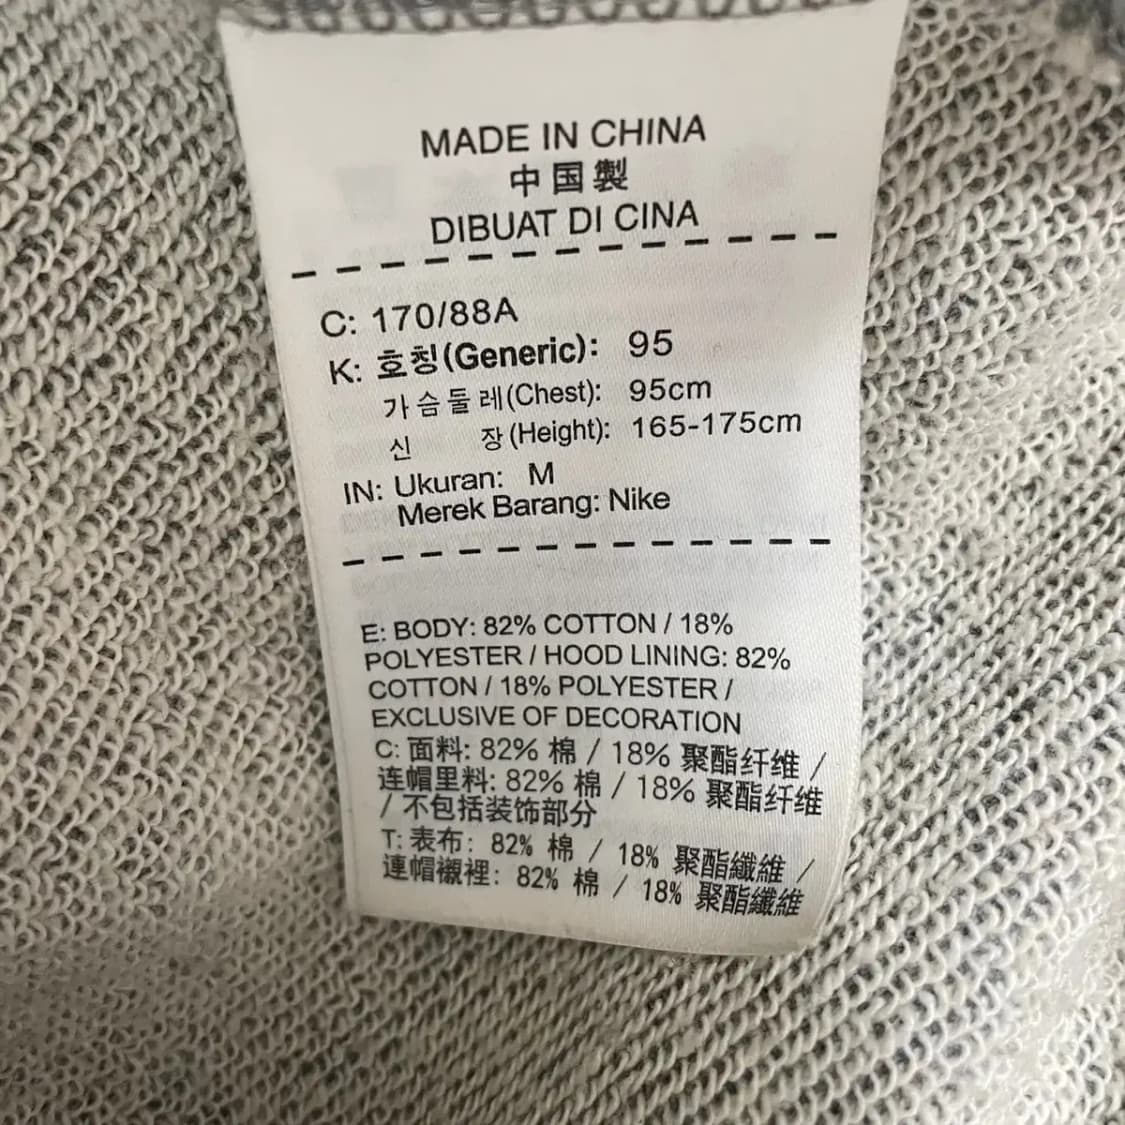 MADE IN CHINA
中国製
DIBUAT DI CINA
C: 170/88A
K: 호칭(Generic): 95
가슴둘레(Chest): 95cm
신 장(Height): 165-175cm
IN: Ukuran: M
Merek Barang: Nike
E: BODY: 82% COTTON / 18%
POLYESTER / HOOD LINING: 82%
COTTON / 18% POLYESTER /
EXCLUSIVE OF DECORATION
C: 面料: 82% 棉 / 18% 聚酯纤维 /
连帽里料: 82% 棉 / 18% 聚酯纤维
/ 不包括装饰部分
T: 表布: 82% 棉 / 18% 聚酯纖維 /
連帽襯裡: 82% 棉 / 18% 聚酯纖維